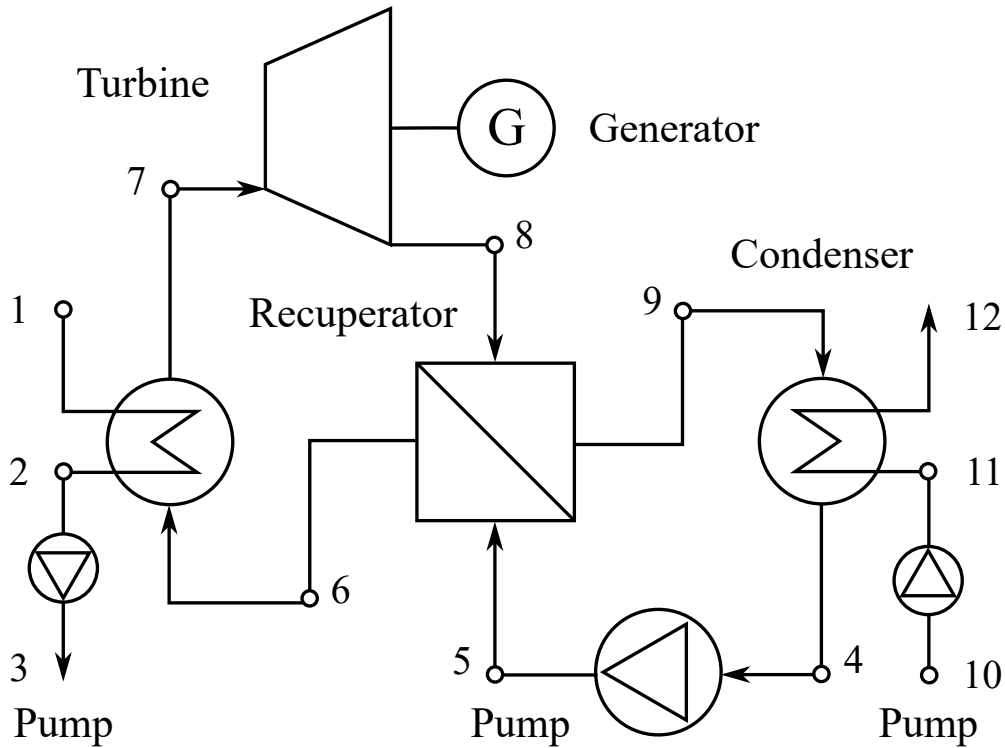 Turbine
G
Generator
7
8
Condenser
1
Recuperator
9
12
2
11
6
3
5
4
10
Pump
Pump
Pump